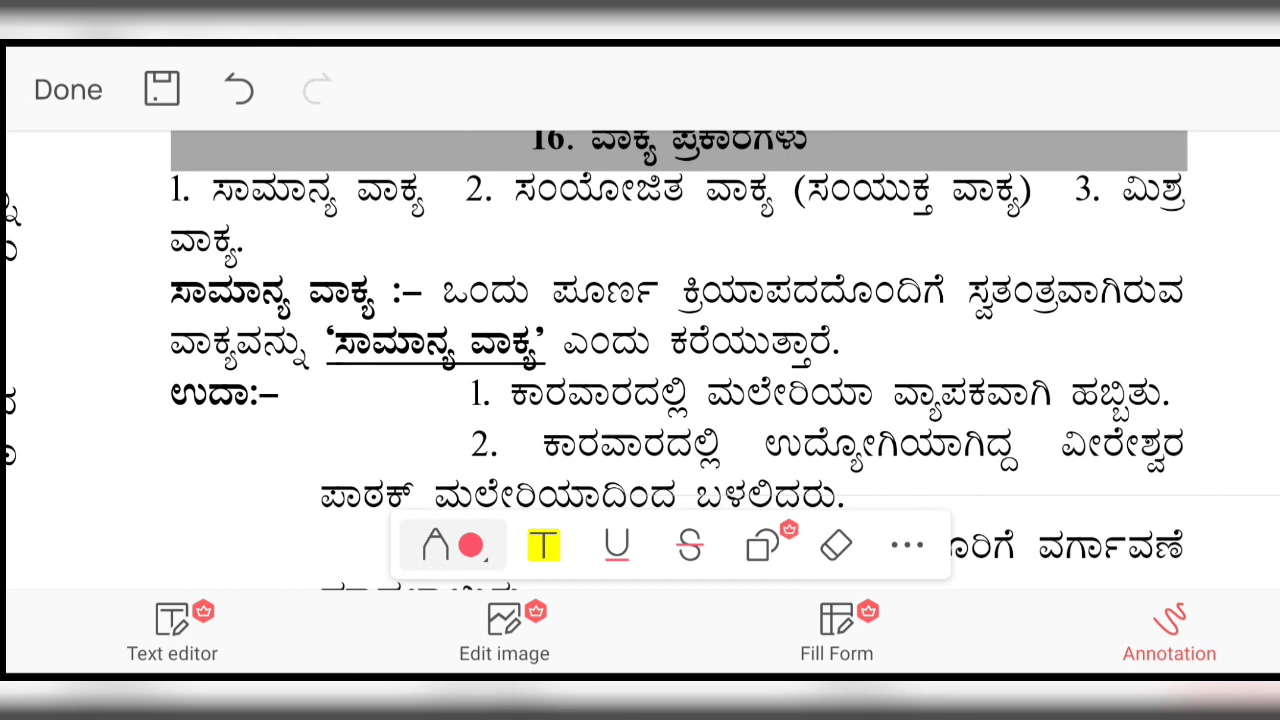 Done
16. ವಾಕ್ಯ ಪ್ರಕಾರಗಳು
1. ಸಾಮಾನ್ಯ ವಾಕ್ಯ 2. ಸಂಯೋಜಿತ ವಾಕ್ಯ (ಸಂಯುಕ್ತ ವಾಕ್ಯ) 3. ಮಿಶ್ರ
ವಾಕ್ಯ.
ಸಾಮಾನ್ಯ ವಾಕ್ಯ :– ಒಂದು ಪೂರ್ಣ ಕ್ರಿಯಾಪದದೊಂದಿಗೆ ಸ್ವತಂತ್ರವಾಗಿರುವ
ವಾಕ್ಯವನ್ನು ‘ಸಾಮಾನ್ಯ ವಾಕ್ಯ’ ಎಂದು ಕರೆಯುತ್ತಾರೆ.
ಉದಾ:– 1. ಕಾರವಾರದಲ್ಲಿ ಮಲೇರಿಯಾ ವ್ಯಾಪಕವಾಗಿ ಹಬ್ಬಿತು.
2. ಕಾರವಾರದಲ್ಲಿ ಉದ್ಯೋಗಿಯಾಗಿದ್ದ ವೀರೇಶ್ವರ
ಪಾಠಕ್ ಮಲೇರಿಯಾದಿಂದ ಬಳಲಿದರು.
ವರ್ಗಾವಣೆ
Text editor Edit image Fill Form Annotation